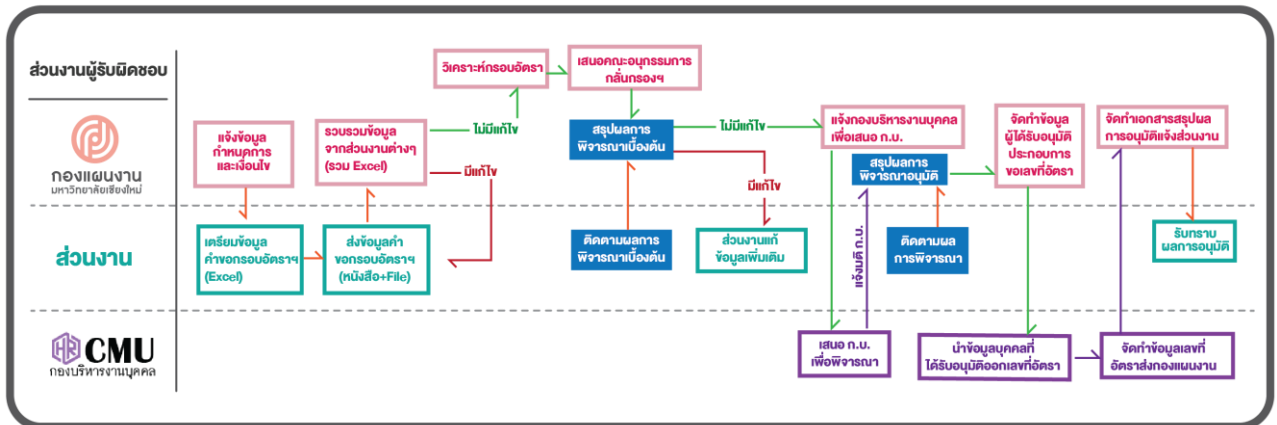 ส่วนงานผู้รับผิดชอบ
กองแผนงาน
มหาวิทยาลัยเชียงใหม่
แจ้งข้อมูล
กำหนดการ
และเงื่อนไข
รวบรวมข้อมูล
จากส่วนงานต่างๆ
(รวม Excel)
ไม่มีแก้ไข
มีแก้ไข
วิเคราะห์กรอบอัตรา
เสนอคณะอนุกรรมการ
กลั่นกรองฯ
สรุปผลการ
พิจารณาเบื้องต้น
ไม่มีแก้ไข
มีแก้ไข
แจ้งกองบริหารงานบุคคล
เพื่อเสนอ ก.บ.
สรุปผลการ
พิจารณาอนุมัติ
จัดทำข้อมูล
ผู้ได้รับอนุมัติ
ประกอบการ
ขอเลขที่อัตรา
จัดทำเอกสารสรุปผล
การอนุมัติแจ้งส่วนงาน
ส่วนงาน
เตรียมข้อมูล
คำขอกรอบอัตราฯ
(Excel)
ส่งข้อมูลคำ
ขอกรอบอัตราฯ
(หนังสือ+File)
ติดตามผลการ
พิจารณาเบื้องต้น
ส่วนงานแก้
ข้อมูลเพิ่มเติม
แจ้งมติ ก.บ.
ติดตามผล
การพิจารณา
รับทราบ
ผลการอนุมัติ
HR CMU
กองบริหารงานบุคคล
เสนอ ก.บ.
เพื่อพิจารณา
นำข้อมูลบุคคลที่
ได้รับอนุมัติออกเลขที่อัตรา
จัดทำข้อมูลเลขที่
อัตราส่งกองแผนงาน